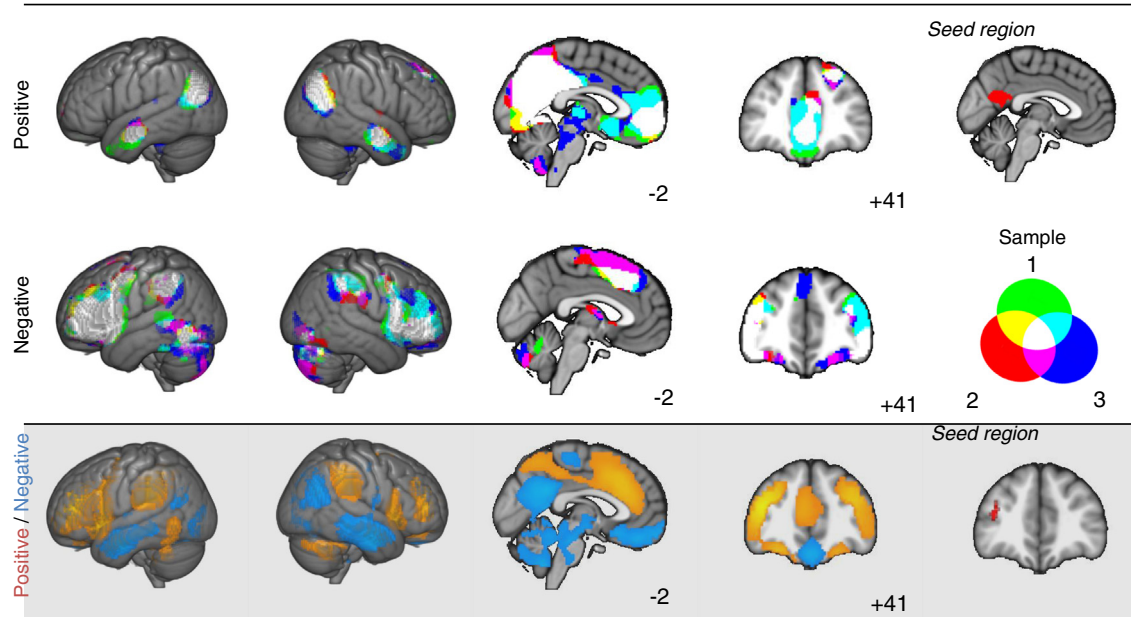 Seed region
Positive
-2
+41
Sample
1
Negative
2
3
-2
+41
Seed region
Positive / Negative
-2
+41